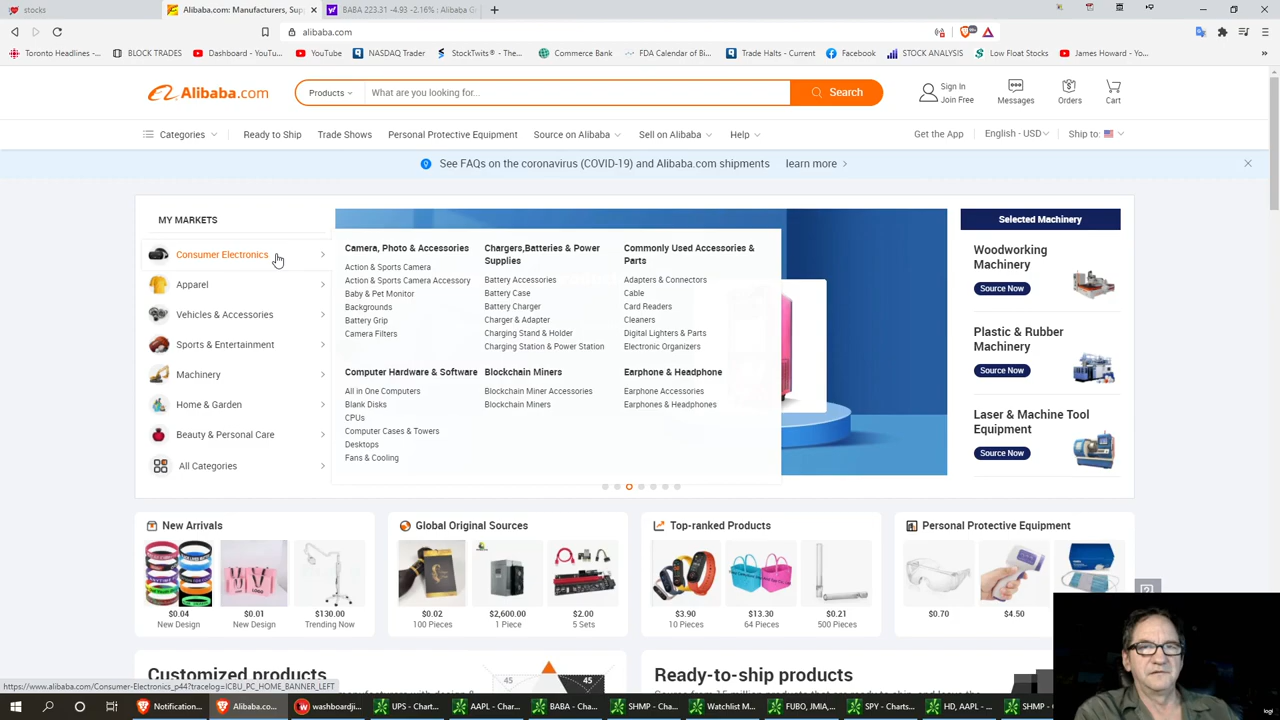 stocks
Alibaba.com: Manufacturers, Sup
BABA 223.31 -4.93 -2.16% : Alibaba G
alibaba.com
Toronto Headlines -...
BLOCK TRADES
Dashboard - YouTu...
YouTube
NASDAQ Trader
StockTwits® - The...
Commerce Bank
FDA Calendar of Bi...
Trade Halts - Current
Facebook
STOCK ANALYSIS
Low Float Stocks
James Howard - Yo...
Alibaba.com
Products
What are you looking for...
Search
Sign In
Join Free
Messages
Orders
Cart
Categories
Ready to Ship
Trade Shows
Personal Protective Equipment
Source on Alibaba
Sell on Alibaba
Help
Get the App
English - USD
Ship to:
See FAQs on the coronavirus (COVID-19) and Alibaba.com shipments
learn more
MY MARKETS
Consumer Electronics
Apparel
Vehicles & Accessories
Sports & Entertainment
Machinery
Home & Garden
Beauty & Personal Care
All Categories
Camera, Photo & Accessories
Action & Sports Camera
Action & Sports Camera Accessory
Baby & Pet Monitor
Backgrounds
Battery Grip
Camera Filters
Chargers,Batteries & Power
Supplies
Battery Accessories
Battery Case
Battery Charger
Charger & Adapter
Charging Stand & Holder
Charging Station & Power Station
Commonly Used Accessories &
Parts
Adapters & Connectors
Cable
Card Readers
Cleaners
Digital Lighters & Parts
Electronic Organizers
Computer Hardware & Software
All in One Computers
Blank Disks
CPUs
Computer Cases & Towers
Desktops
Fans & Cooling
Blockchain Miners
Blockchain Miner Accessories
Blockchain Miners
Earphone & Headphone
Earphone Accessories
Earphones & Headphones
Selected Machinery
Woodworking
Machinery
Source Now
Plastic & Rubber
Machinery
Source Now
Laser & Machine Tool
Equipment
Source Now
New Arrivals
$0.04
New Design
$0.01
New Design
$130.00
Trending Now
Global Original Sources
$0.02
100 Pieces
$2,600.00
1 Piece
$2.00
5 Sets
Top-ranked Products
$3.90
10 Pieces
$13.30
64 Pieces
$0.21
500 Pieces
Personal Protective Equipment
$0.70
$4.50
Customized products
45
45
Ready-to-ship products
https://www.alibaba.com/Consumer-Electronics_p44?tracelog=ICBU_PC_HOME_BANNER_LEFT
Notification...
Alibaba.co...
washboardji...
UPS - Chart...
AAPL - Char...
BABA - Cha...
SHMP - Cha...
Watchlist M...
FUBO, JMIA,...
SPY - Charts...
HD, AAPL - ...
SHMP - Ch
logi